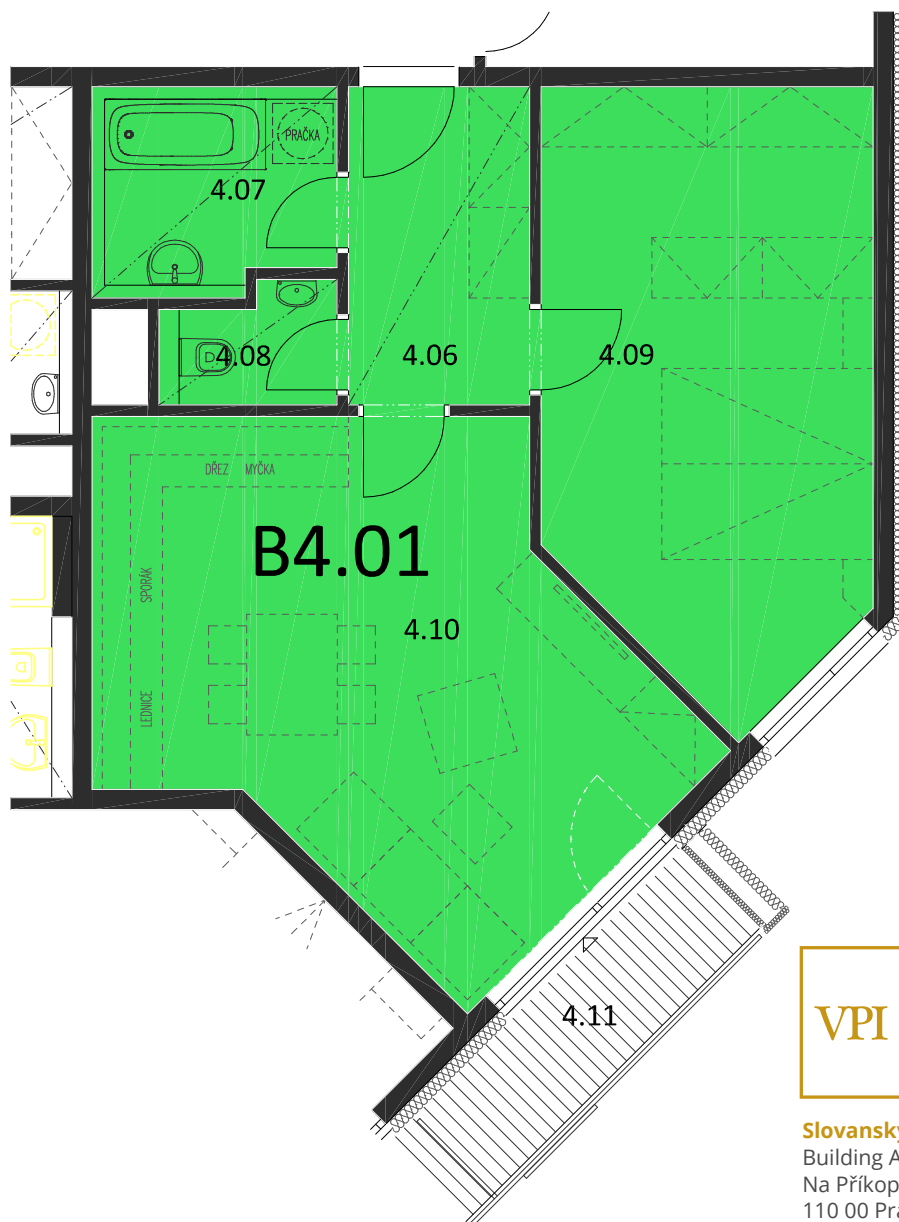 PRAČKA
4.07
4.08
4.06
4.09
DŘEZ MYČKA
B4.01
SPORÁK
4.10
LEDNICE
4.11
VPI
Slovanský
Building A
Na Příkop
110 00 Pra